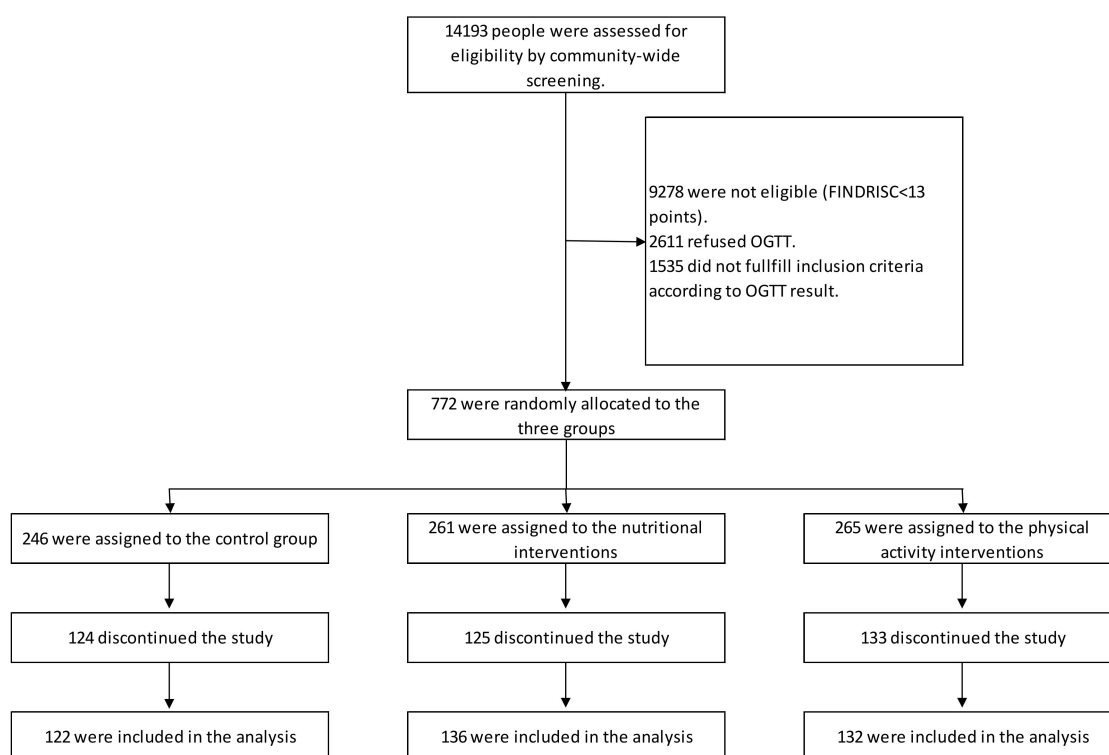 14193 people were assessed for
eligibility by community-wide
screening.
9278 were not eligible (FINDRISC<13
points).
2611 refused OGTT.
1535 did not fullfill inclusion criteria
according to OGTT result.
772 were randomly allocated to the
three groups
246 were assigned to the control group
261 were assigned to the nutritional
interventions
265 were assigned to the physical
activity interventions
124 discontinued the study
125 discontinued the study
133 discontinued the study
122 were included in the analysis
136 were included in the analysis
132 were included in the analysis